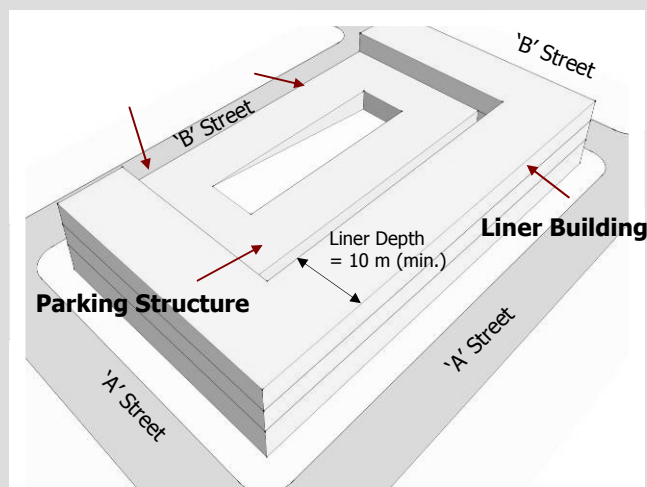 ‘B’ Street
‘B’ Street
Liner Building
Liner Depth
= 10 m (min.)
Parking Structure
‘A’ Street
‘A’ Street